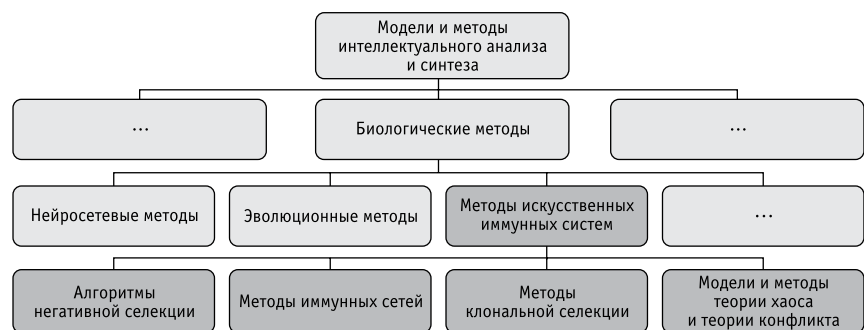 Модели и методы
интеллектуального анализа
и синтеза
...
Биологические методы
...
Нейросетевые методы
Эволюционные методы
Методы искусственных
иммунных систем
...
Алгоритмы
негативной селекции
Методы иммунных сетей
Методы
клональной селекции
Модели и методы
теории хаоса
и теории конфликта